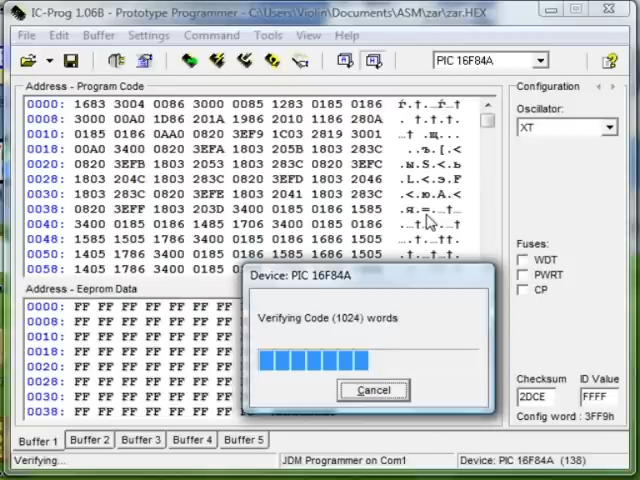 IC-Prog 1.06B - Prototype Programmer - C:\Users\Violin\Documents\ASM\zar\zar.HEX
File Edit Buffer Settings Command Tools View Help
PIC 16F84A
Address - Program Code
0000: 1683 3004 0086 3000 0085 1283 0185 0186
0008: 3000 00A0 1D86 201A 1986 2010 1186 280A
0010: 0185 0186 0AA0 0820 3EF9 1C03 2819 3001
0018: 00A0 3400 0820 3EFA 1803 205B 1803 283C
0020: 0820 3EFB 1803 2053 1803 283C 0820 3EFC
0028: 1803 204C 1803 283C 0820 3EFD 1803 2046
0030: 1803 283C 0820 3EFE 1803 2041 1803 283C
0038: 0820 3EFF 1803 203D 3400 0185 0186 1585
0040: 3400 0185 0186 1485 1706 3400 0185 0186
0048: 1585 1505 1786 3400 0185 0186 1686 1505
0050: 1405 1786 3400 0185 0186 1686 1505
0058: 1405 1786 3400 0185
Configuration
Oscillator:
XT
Fuses:
WDT
PWRT
CP
Checksum ID Value
2DCE FFFF
Config word : 3FF9h
Address - Eeprom Data
0000: FF FF FF FF FF FF
0008: FF FF FF FF FF FF
0010: FF FF FF FF FF FF
0018: FF FF FF FF FF FF
0020: FF FF FF FF FF FF
0028: FF FF FF FF FF FF
0030: FF FF FF FF FF FF
0038: FF FF FF FF FF FF
Device: PIC 16F84A
Verifying Code (1024) words
Cancel
Buffer 1 Buffer 2 Buffer 3 Buffer 4 Buffer 5
Verifying... JDM Programmer on Com1 Device: PIC 16F84A (138)